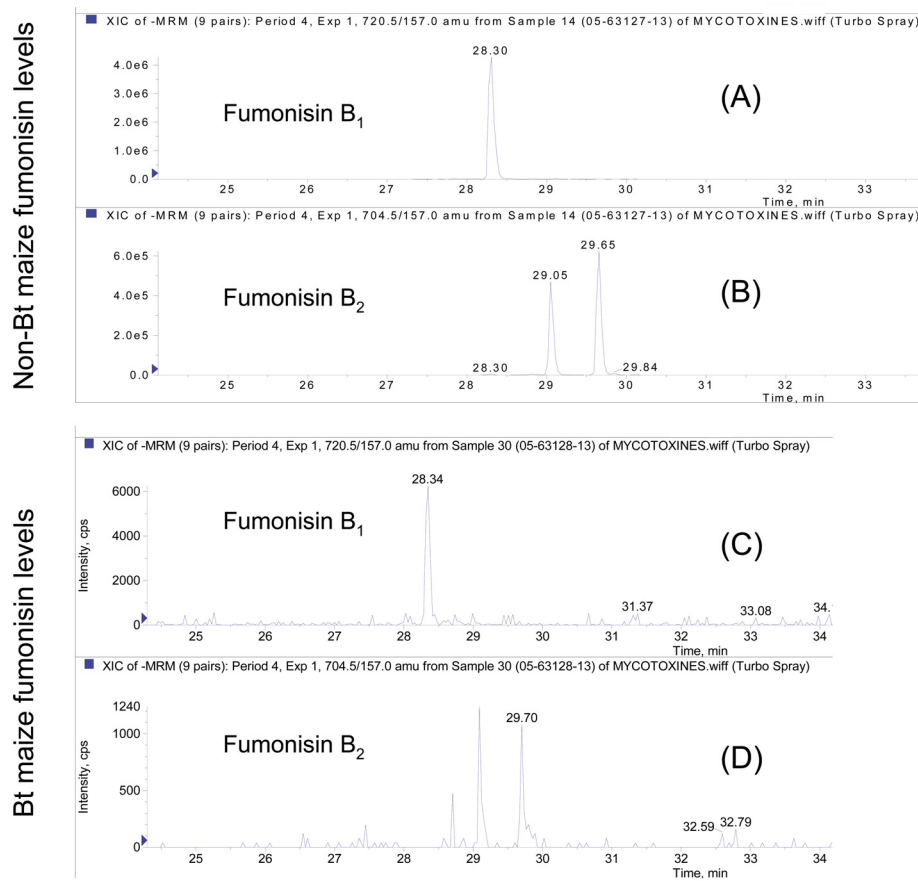 Non-Bt maize fumonisin levels
XIC of -MRM (9 pairs): Period 4, Exp 1, 720.5/157.0 amu from Sample 14 (05-63127-13) of MYCOTOXINES.wiff (Turbo Spray)
28.30
4.0e6
3.0e6
2.0e6
1.0e6
0.0
Fumonisin B₁
(A)
25 26 27 28 29 30 31 32 33
Time, min
XIC of -MRM (9 pairs): Period 4, Exp 1, 704.5/157.0 amu from Sample 14 (05-63127-13) of MYCOTOXINES.wiff (Turbo Spray)
29.65
6.0e5
29.05
4.0e5
2.0e5
0.0
Fumonisin B₂
(B)
28.30
29.84
25 26 27 28 29 30 31 32 33
Time, min
Bt maize fumonisin levels
XIC of -MRM (9 pairs): Period 4, Exp 1, 720.5/157.0 amu from Sample 30 (05-63128-13) of MYCOTOXINES.wiff (Turbo Spray)
28.34
6000
4000
2000
0
Intensity, cps
Fumonisin B₁
(C)
31.37
33.08
34.
25 26 27 28 29 30 31 32 33 34
Time, min
XIC of -MRM (9 pairs): Period 4, Exp 1, 704.5/157.0 amu from Sample 30 (05-63128-13) of MYCOTOXINES.wiff (Turbo Spray)
1240
1000
500
0
Intensity, cps
29.70
Fumonisin B₂
(D)
32.59
32.79
25 26 27 28 29 30 31 32 33 34
Time, min